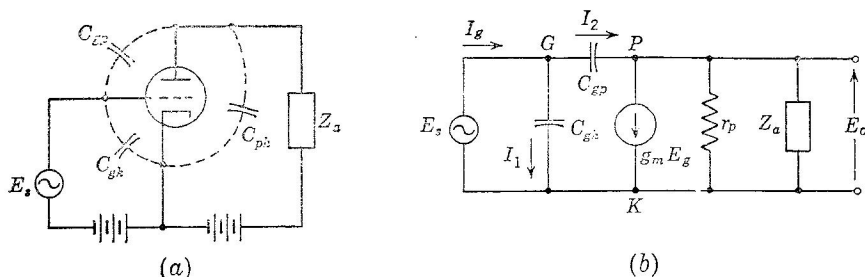 C_gp
C_pk
Z_a
C_gk
E_s
(a)
I_g
I_2
G
P
C_gp
E_s
C_gk
r_p
Z_a
E_o
I_1
g_m E_g
K
(b)